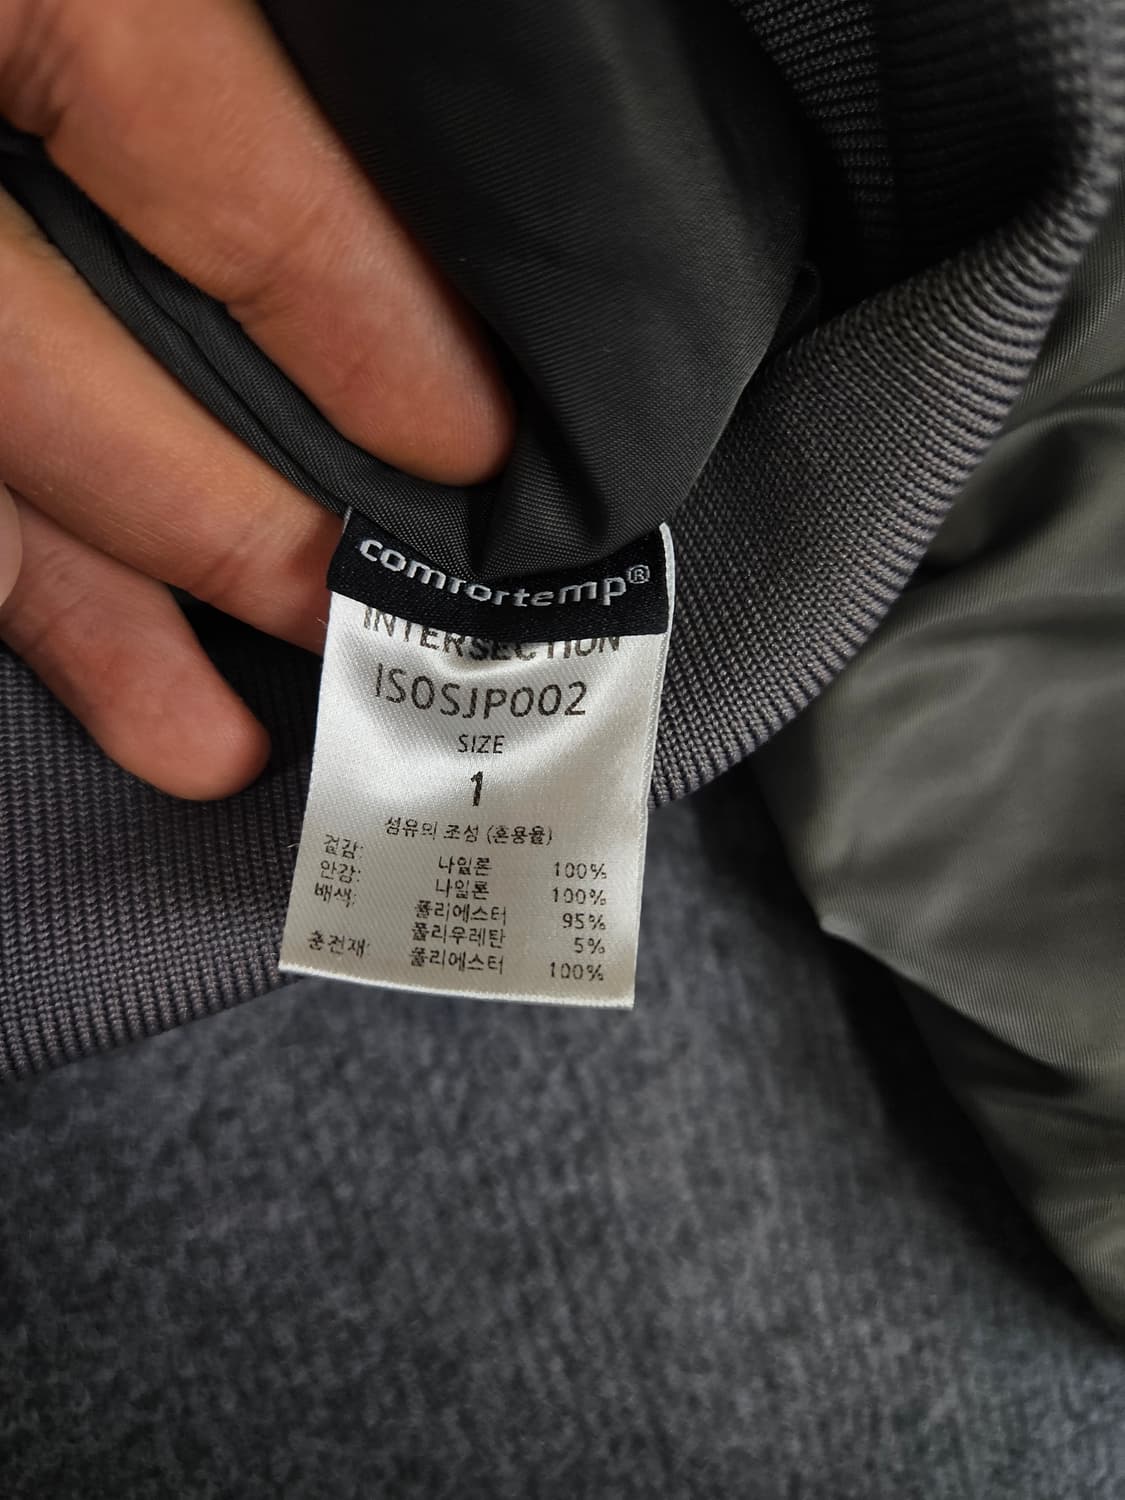 comfortemp®
INTERSECTION
IS0SJP002
SIZE
1
섬유의 조성 (혼용율)
겉감: 나일론 100%
안감: 나일론 100%
배색: 폴리에스터 95%
폴리우레탄 5%
충전재: 폴리에스터 100%